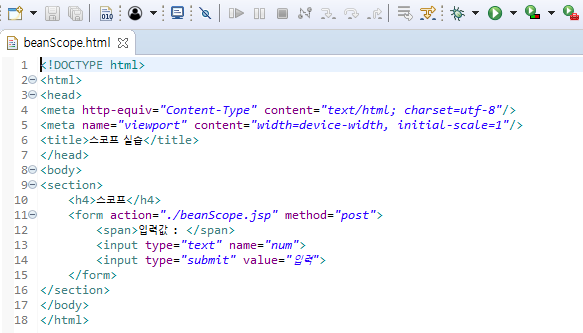 010
beanScope.html
1 <!DOCTYPE html>
2 <html>
3 <head>
4 <meta http-equiv="Content-Type" content="text/html; charset=utf-8"/>
5 <meta name="viewport" content="width=device-width, initial-scale=1"/>
6 <title>스코프 실습</title>
7 </head>
8 <body>
9 <section>
10 <h4>스코프</h4>
11 <form action="./beanScope.jsp" method="post">
12 <span>입력값 : </span>
13 <input type="text" name="num">
14 <input type="submit" value="입력">
15 </form>
16 </section>
17 </body>
18 </html>